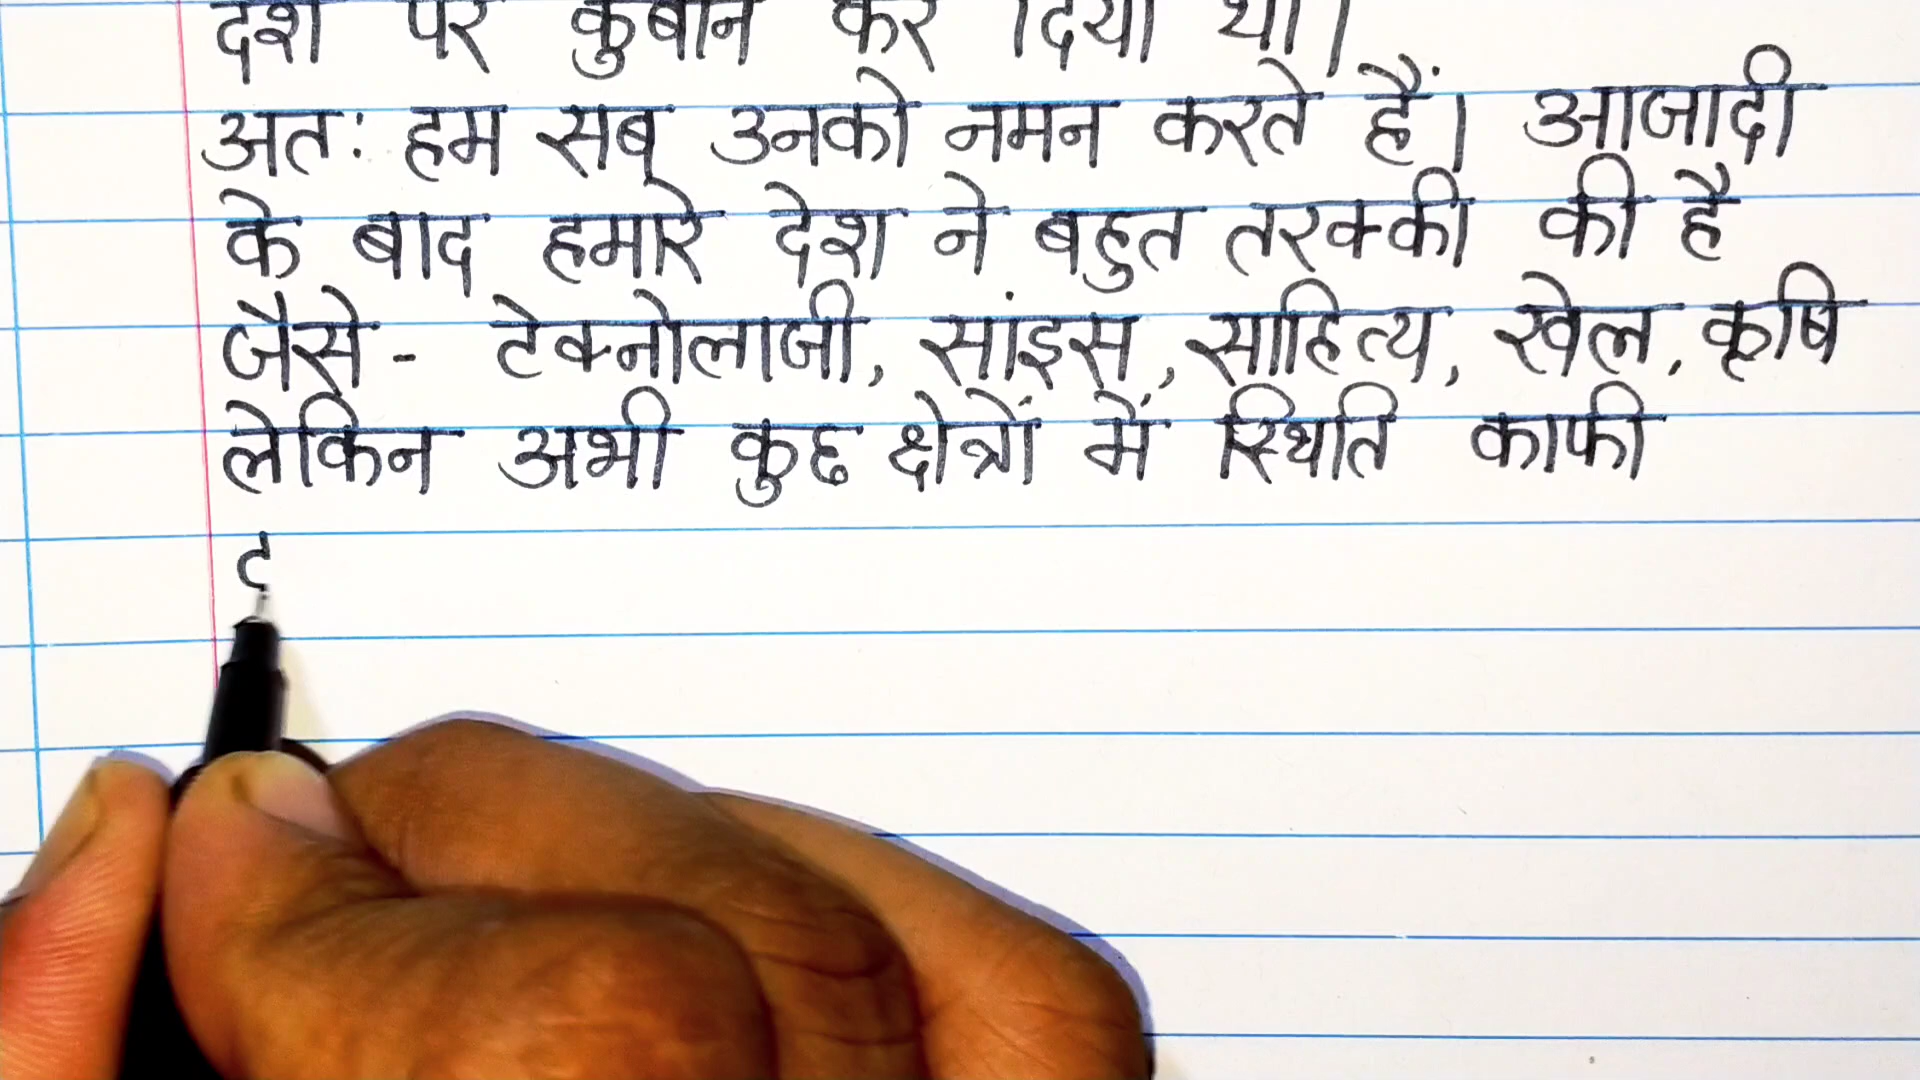 देश पर कुर्बान कर दिया था।
अतः हम सब उनको नमन करते हैं। आजादी
के बाद हमारे देश ने बहुत तरक्की की है
जैसे - टेक्नोलाजी, सांइस, साहित्य, खेल, कृषि
लेकिन अभी कुछ क्षेत्रों में स्थिति काफी
द